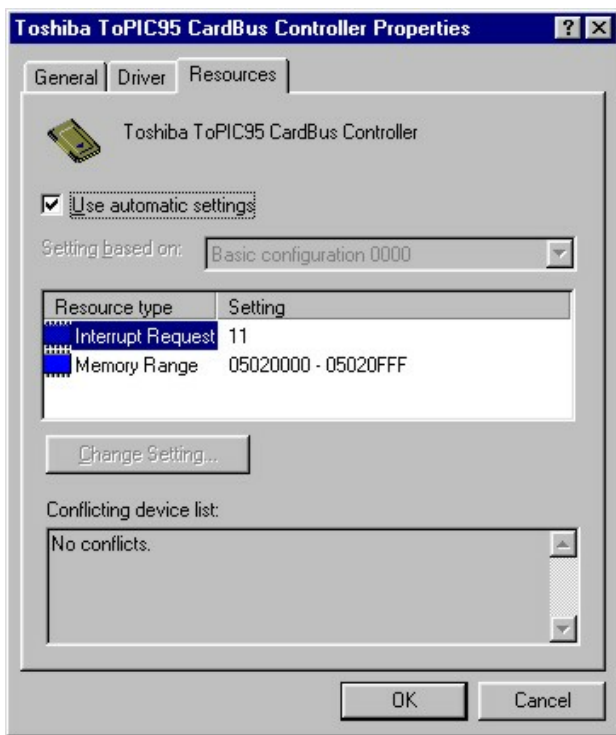 Toshiba ToPIC95 CardBus Controller Properties ? X
General Driver Resources
Toshiba ToPIC95 CardBus Controller
Use automatic settings
Setting based on: Basic configuration 0000
Resource type Setting
Interrupt Request 11
Memory Range 05020000 - 05020FFF
Change Setting...
Conflicting device list:
No conflicts.
OK Cancel